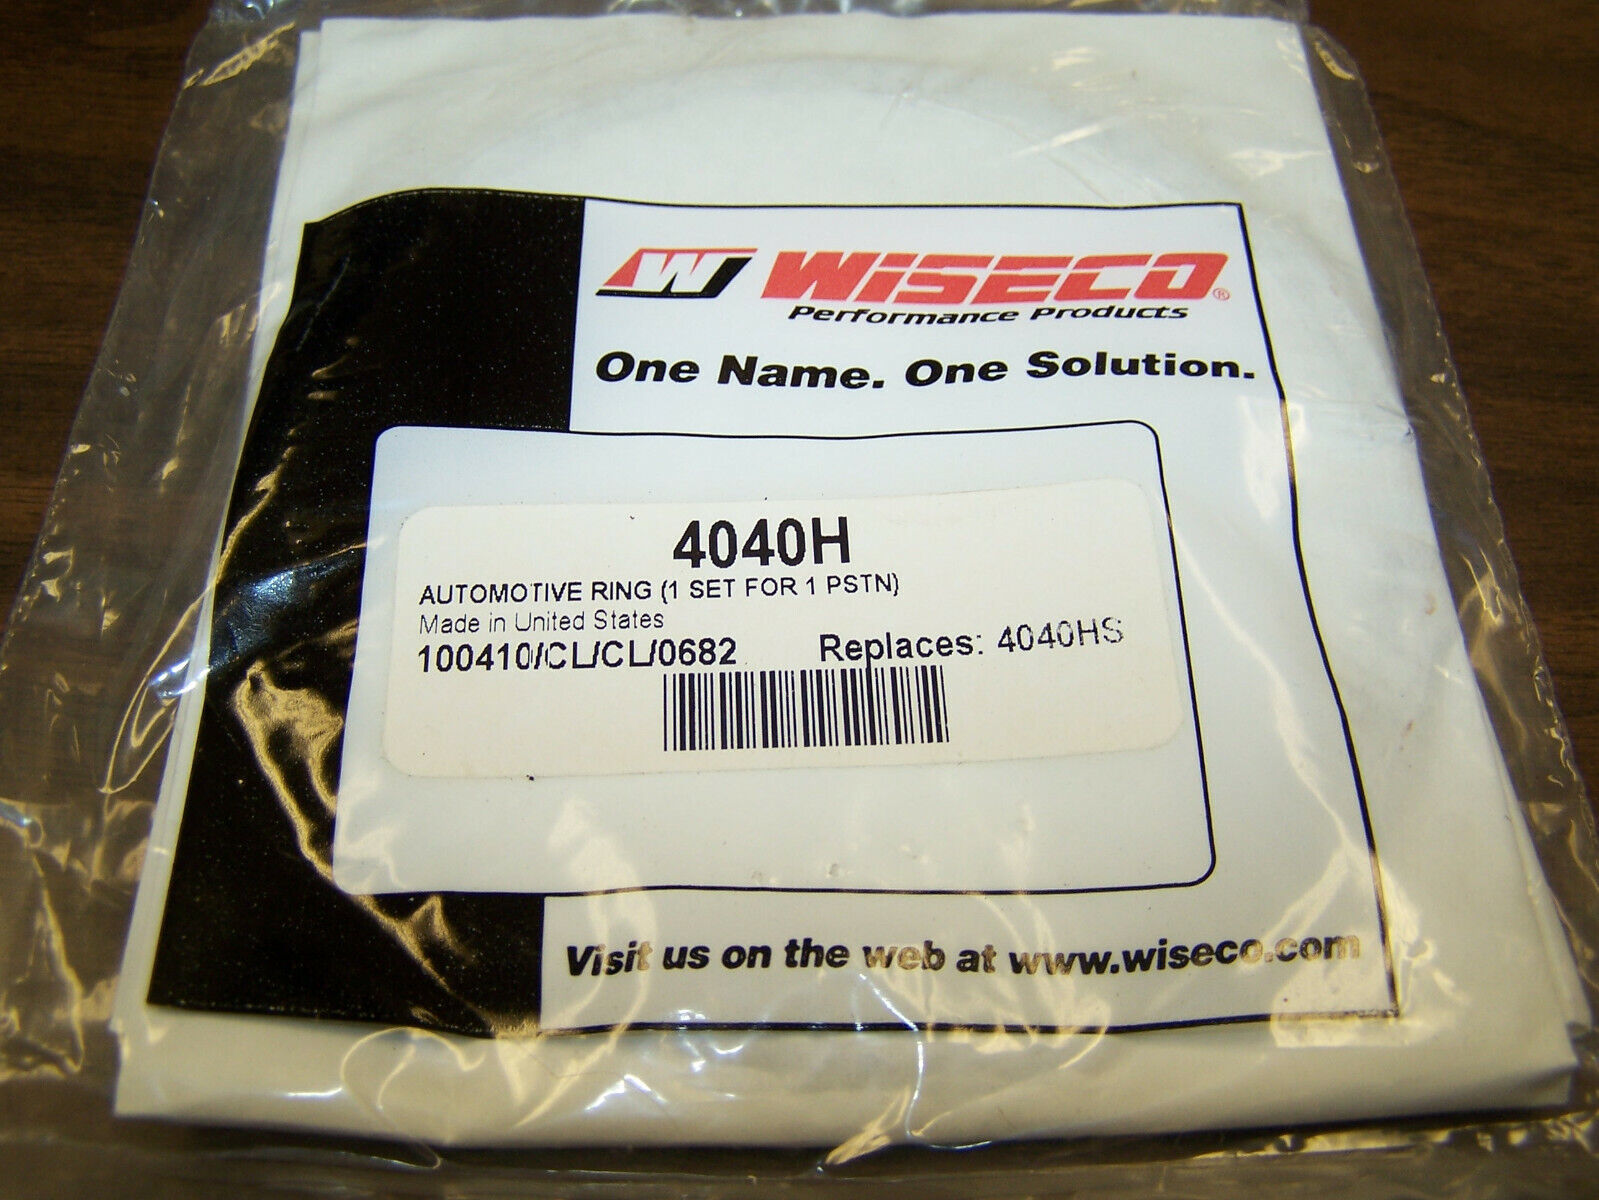 W WISECO®
Performance Products
One Name. One Solution.
4040H
AUTOMOTIVE RING (1 SET FOR 1 PSTN)
Made in United States
100410/CL/CL/0682 Replaces: 4040HS
Visit us on the web at www.wiseco.com